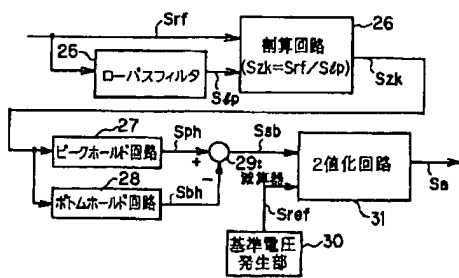 Srf
26
25
割算回路
(Szk=Srf/Sℓp)
ローパスフィルタ
Sℓp
Szk
27
Sph
Sab
ピークホールド回路
+
29:
減算器
2値化回路
28
−
Sa
ボトムホールド回路
Sbh
Sref
31
基準電圧
発生部
30